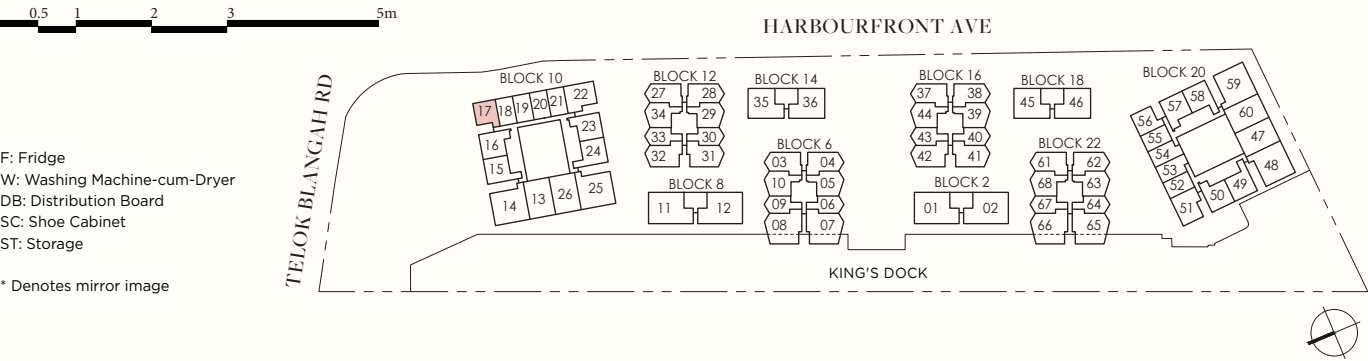 0.5 1 2 3 5m
HARBOURFRONT AVE
TELOK BLANGAH RD
F: Fridge
W: Washing Machine-cum-Dryer
DB: Distribution Board
SC: Shoe Cabinet
ST: Storage
* Denotes mirror image
BLOCK 10
17 18 19 20 21 22
16 23
15 24
14 13 26 25
BLOCK 12
27 28
34 29
33 30
32 31
BLOCK 14
35 36
BLOCK 8
11 12
BLOCK 6
03 04
10 05
09 06
08 07
BLOCK 16
37 38
44 39
43 40
42 41
BLOCK 18
45 46
BLOCK 2
01 02
BLOCK 22
61 62
68 63
67 64
66 65
BLOCK 20
59
58
57
56 60
55 47
54
53 48
52 49
51 50
KING'S DOCK